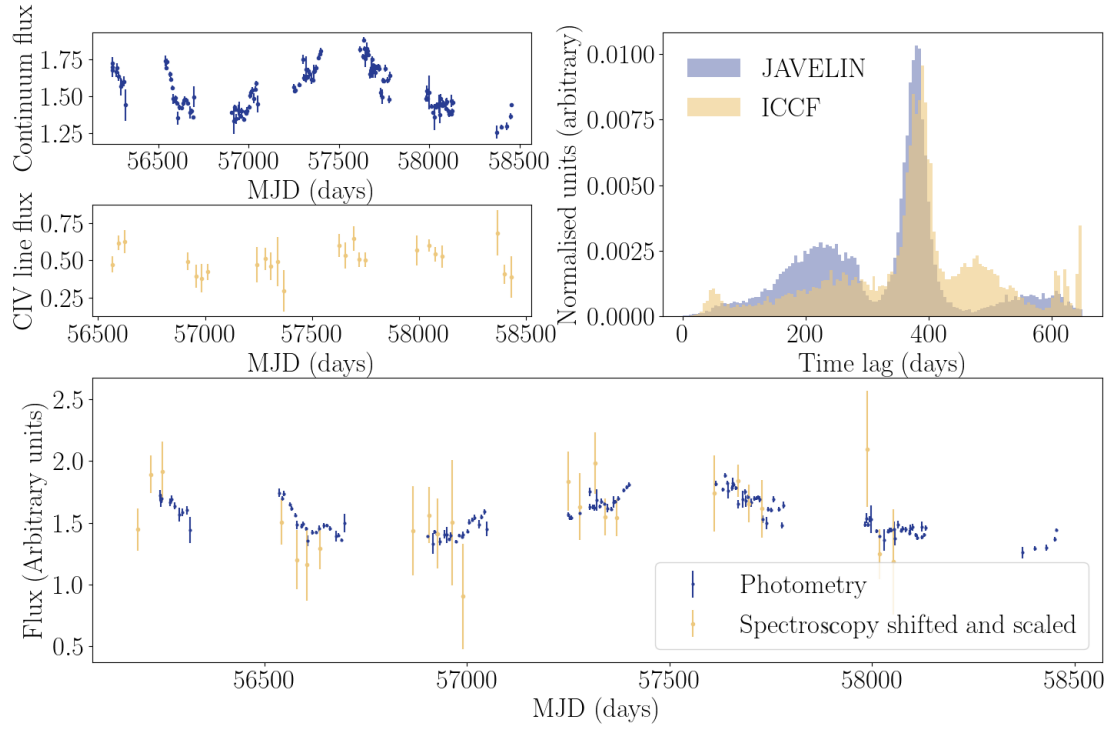 Continuum flux
1.75
1.50
1.25
56500 57000 57500 58000 58500
MJD (days)
CIV line flux
0.75
0.50
0.25
56500 57000 57500 58000 58500
MJD (days)
Normalised units (arbitrary)
0.0100
0.0075
0.0050
0.0025
0.0000
JAVELIN
ICCF
0 200 400 600
Time lag (days)
Flux (Arbitrary units)
2.5
2.0
1.5
1.0
0.5
Photometry
Spectroscopy shifted and scaled
56500 57000 57500 58000 58500
MJD (days)